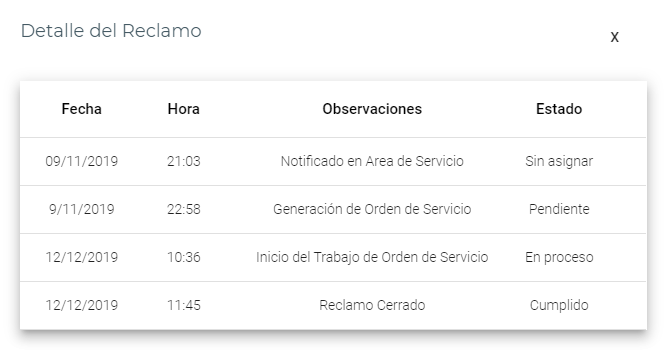 Detalle del Reclamo
x
Fecha Hora Observaciones Estado
09/11/2019 21:03 Notificado en Area de Servicio Sin asignar
9/11/2019 22:58 Generación de Orden de Servicio Pendiente
12/12/2019 10:36 Inicio del Trabajo de Orden de Servicio En proceso
12/12/2019 11:45 Reclamo Cerrado Cumplido